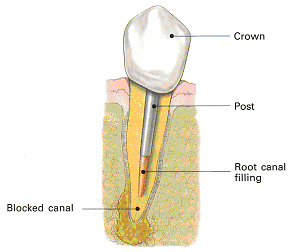 Crown
Post
Root canal
filling
Blocked canal